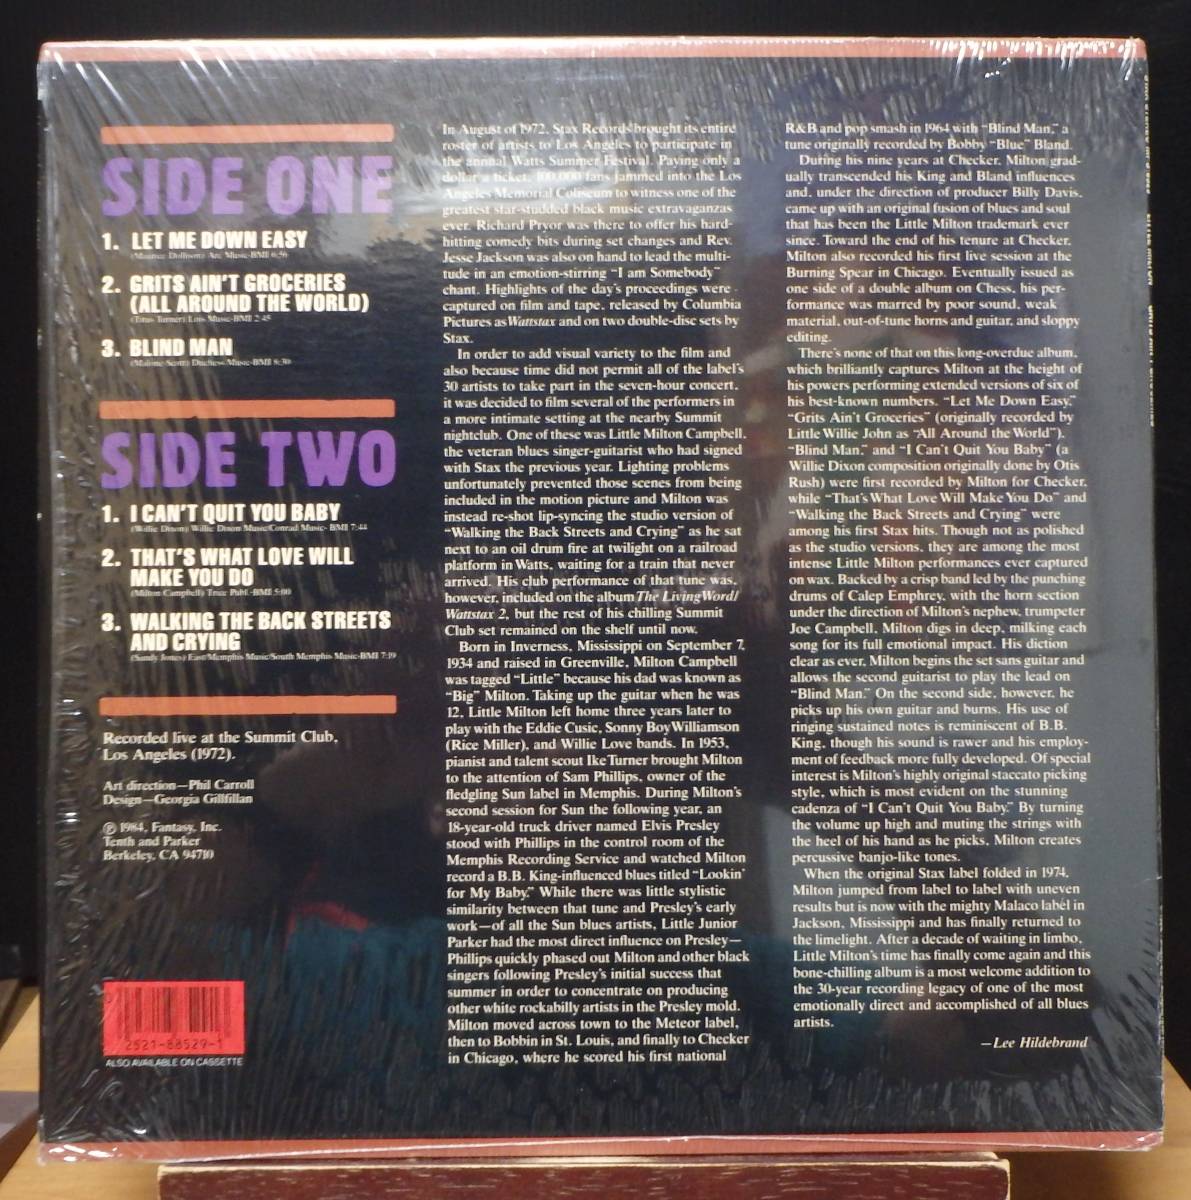 SIDE ONE
1. LET ME DOWN EASY
2. GRITS AIN'T GROCERIES
(ALL AROUND THE WORLD)
(Titus Turner) Lois Music-BMI 2:45
3. BLIND MAN
SIDE TWO
1. I CAN'T QUIT YOU BABY
(Willie Dixon) Willie Dixon Music/Conrad Music- BMI 7:44
2. THAT'S WHAT LOVE WILL
MAKE YOU DO
(Milton Campbell) Trice Publ.-BMI 5:00
3. WALKING THE BACK STREETS
AND CRYING
(Sandy Jones) East/Memphis Music/South Memphis Music-BMI 7:19
Recorded live at the Summit Club,
Los Angeles (1972).
Art direction—Phil Carroll
Design—Georgia Gillfillan
℗ 1984, Fantasy, Inc.
Tenth and Parker
Berkeley, CA 94710
2521-88529-1
ALSO AVAILABLE ON CASSETTE
In August of 1972, Stax Records brought its entire
roster of artists to Los Angeles to participate in
the annual Watts Summer Festival. Paying only a
dollar a ticket, 100,000 fans jammed into the Los
Angeles Memorial Coliseum to witness one of the
greatest star-studded black music extravaganzas
ever. Richard Pryor was there to offer his hard-
hitting comedy bits during set changes and Rev.
Jesse Jackson was also on hand to lead the multi-
tude in an emotion-stirring "I am Somebody"
chant. Highlights of the day's proceedings were
captured on film and tape, released by Columbia
Pictures as Wattstax and on two double-disc sets by
Stax.
In order to add visual variety to the film and
also because time did not permit all of the label's
30 artists to take part in the seven-hour concert,
it was decided to film several of the performers in
a more intimate setting at the nearby Summit
nightclub. One of these was Little Milton Campbell,
the veteran blues singer-guitarist who had signed
with Stax the previous year. Lighting problems
unfortunately prevented those scenes from being
included in the motion picture and Milton was
instead re-shot lip-syncing the studio version of
"Walking the Back Streets and Crying" as he sat
next to an oil drum fire at twilight on a railroad
platform in Watts, waiting for a train that never
arrived. His club performance of that tune was,
however, included on the album The Living Word/
Wattstax 2, but the rest of his chilling Summit
Club set remained on the shelf until now.
Born in Inverness, Mississippi on September 7,
1934 and raised in Greenville, Milton Campbell
was tagged "Little" because his dad was known as
"Big" Milton. Taking up the guitar when he was
12, Little Milton left home three years later to
play with the Eddie Cusic, Sonny Boy Williamson
(Rice Miller), and Willie Love bands. In 1953,
pianist and talent scout Ike Turner brought Milton
to the attention of Sam Phillips, owner of the
fledgling Sun label in Memphis. During Milton's
second session for Sun the following year, an
18-year-old truck driver named Elvis Presley
stood with Phillips in the control room of the
Memphis Recording Service and watched Milton
record a B.B. King-influenced blues titled "Lookin'
for My Baby." While there was little stylistic
similarity between that tune and Presley's early
work—of all the Sun blues artists, Little Junior
Parker had the most direct influence on Presley—
Phillips quickly phased out Milton and other black
singers following Presley's initial success that
summer in order to concentrate on producing
other white rockabilly artists in the Presley mold.
Milton moved across town to the Meteor label,
then to Bobbin in St. Louis, and finally to Checker
in Chicago, where he scored his first national
R&B and pop smash in 1964 with "Blind Man," a
tune originally recorded by Bobby "Blue" Bland.
During his nine years at Checker, Milton grad-
ually transcended his King and Bland influences
and, under the direction of producer Billy Davis,
came up with an original fusion of blues and soul
that has been the Little Milton trademark ever
since. Toward the end of his tenure at Checker,
Milton also recorded his first live session at the
Burning Spear in Chicago. Eventually issued as
one side of a double album on Chess, his per-
formance was marred by poor sound, weak
material, out-of-tune horns and guitar, and sloppy
editing.
There's none of that on this long-overdue album,
which brilliantly captures Milton at the height of
his powers performing extended versions of six of
his best-known numbers. "Let Me Down Easy,"
"Grits Ain't Groceries" (originally recorded by
Little Willie John as "All Around the World"),
"Blind Man," and "I Can't Quit You Baby" (a
Willie Dixon composition originally done by Otis
Rush) were first recorded by Milton for Checker,
while "That's What Love Will Make You Do" and
"Walking the Back Streets and Crying" were
among his first Stax hits. Though not as polished
as the studio versions, they are among the most
intense Little Milton performances ever captured
on wax. Backed by a crisp band led by the punching
drums of Calep Emphrey, with the horn section
under the direction of Milton's nephew, trumpeter
Joe Campbell, Milton digs in deep, milking each
song for its full emotional impact. His diction
clear as ever, Milton begins the set sans guitar and
allows the second guitarist to play the lead on
"Blind Man." On the second side, however, he
picks up his own guitar and burns. His use of
ringing sustained notes is reminiscent of B.B.
King, though his sound is rawer and his employ-
ment of feedback more fully developed. Of special
interest is Milton's highly original staccato picking
style, which is most evident on the stunning
cadenza of "I Can't Quit You Baby." By turning
the volume up high and muting the strings with
the heel of his hand as he picks, Milton creates
percussive banjo-like tones.
When the original Stax label folded in 1974,
Milton jumped from label to label with uneven
results but is now with the mighty Malaco label in
Jackson, Mississippi and has finally returned to
the limelight. After a decade of waiting in limbo,
Little Milton's time has finally come again and this
bone-chilling album is a most welcome addition to
the 30-year recording legacy of one of the most
emotionally direct and accomplished of all blues
artists.
—Lee Hildebrand